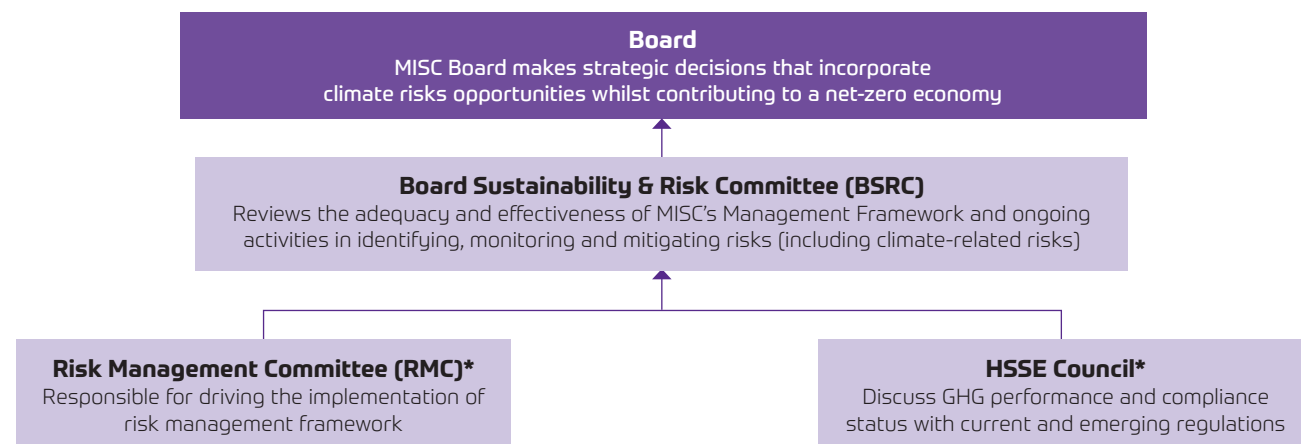 Board
MISC Board makes strategic decisions that incorporate
climate risks opportunities whilst contributing to a net-zero economy
Board Sustainability & Risk Committee (BSRC)
Reviews the adequacy and effectiveness of MISC's Management Framework and ongoing
activities in identifying, monitoring and mitigating risks (including climate-related risks)
Risk Management Committee (RMC)*
Responsible for driving the implementation of
risk management framework
HSSE Council*
Discuss GHG performance and compliance
status with current and emerging regulations